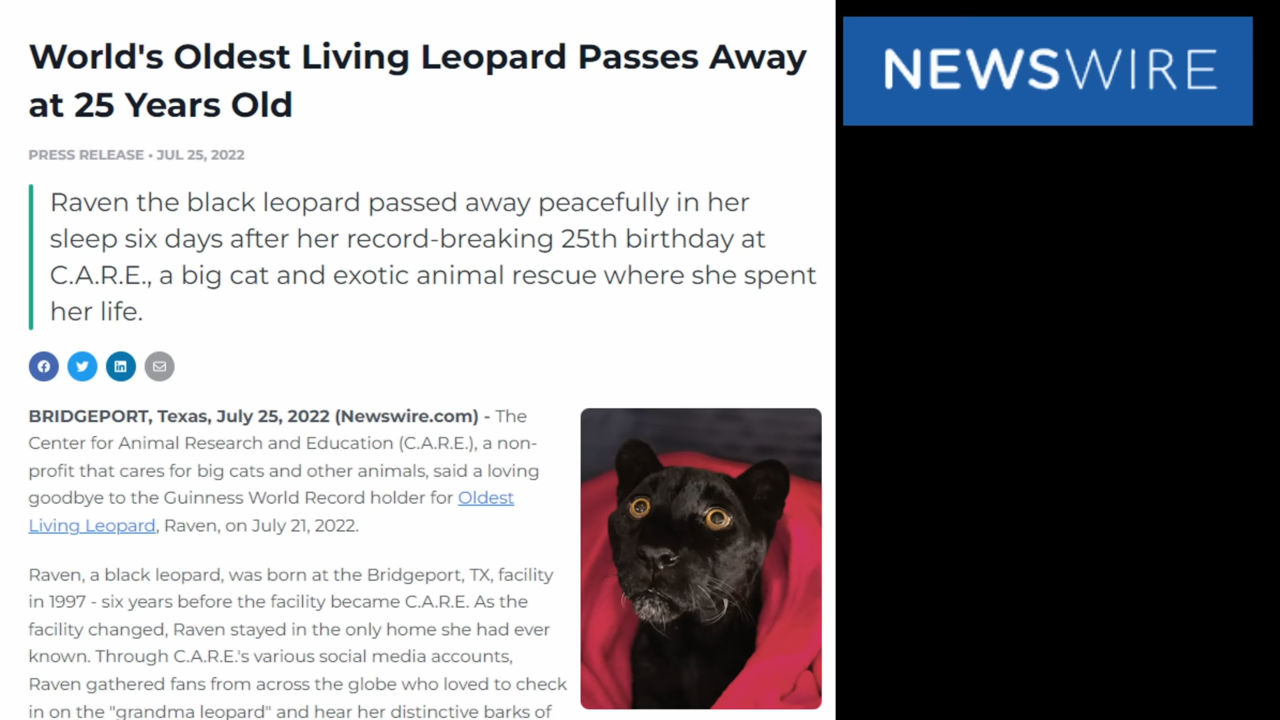 World's Oldest Living Leopard Passes Away
at 25 Years Old
PRESS RELEASE • JUL 25, 2022
Raven the black leopard passed away peacefully in her
sleep six days after her record-breaking 25th birthday at
C.A.R.E., a big cat and exotic animal rescue where she spent
her life.
BRIDGEPORT, Texas, July 25, 2022 (Newswire.com) - The
Center for Animal Research and Education (C.A.R.E.), a non-
profit that cares for big cats and other animals, said a loving
goodbye to the Guinness World Record holder for Oldest
Living Leopard, Raven, on July 21, 2022.
Raven, a black leopard, was born at the Bridgeport, TX, facility
in 1997 - six years before the facility became C.A.R.E. As the
facility changed, Raven stayed in the only home she had ever
known. Through C.A.R.E.'s various social media accounts,
Raven gathered fans from across the globe who loved to check
in on the "grandma leopard" and hear her distinctive barks of
NEWSWIRE